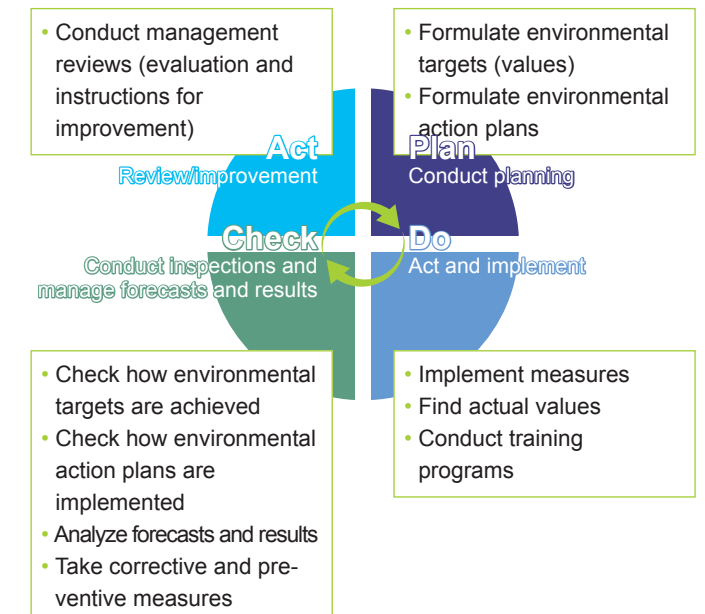 • Conduct management
reviews (evaluation and
instructions for
improvement)
• Formulate environmental
targets (values)
• Formulate environmental
action plans
Act
Review/improvement
Plan
Conduct planning
Check
Conduct inspections and
manage forecasts and results
Do
Act and implement
• Check how environmental
targets are achieved
• Check how environmental
action plans are
implemented
• Analyze forecasts and results
• Take corrective and pre-
ventive measures
• Implement measures
• Find actual values
• Conduct training
programs